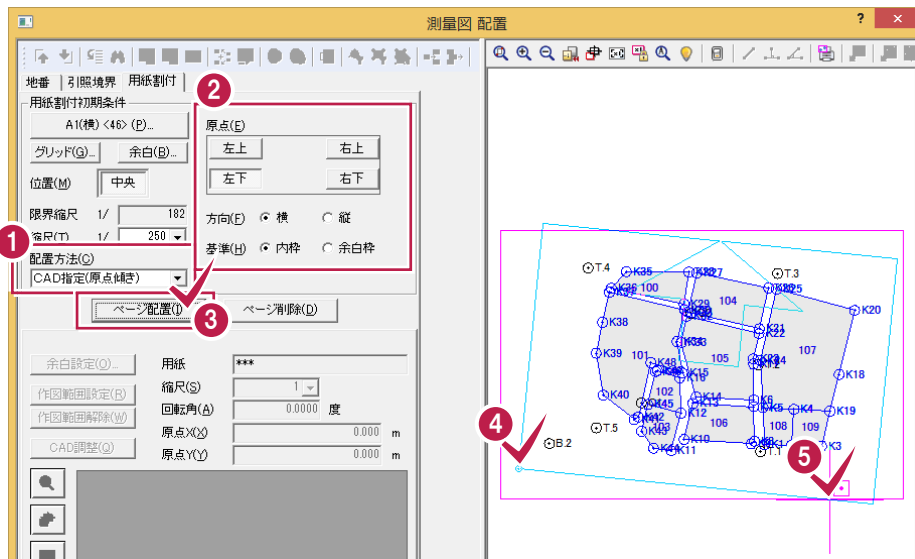 測量図 配置
?
×
地番
引照境界
用紙割付
用紙割付初期条件
A1(横) <46> (P)...
グリッド(G)...
余白(B)...
位置(M)
中央
限界縮尺 1/ 182
縮尺(T) 1/ 250
配置方法(C)
CAD指定(原点傾き)
1
2
原点(E)
左上
右上
左下
右下
方向(F)
横
縦
基準(H)
内枠
余白枠
ページ配置(I)
ページ削除(D)
3
余白設定(O)...
作図範囲設定(R)
作図範囲解除(W)
CAD調整(Q)
用紙 ***
縮尺(S) 1
回転角(A) 0.0000 度
原点X(X) 0.000 m
原点Y(Y) 0.000 m
T.4
K35
T.3
100
104
K29
K20
K38
K21
K22
107
K39
101
K48
105
K15
K16
K18
K40
K14
K13
K6
K5
K4
K19
102
K45
K12
K42
103
K43
106
108
109
K10
K11
K3
T.5
B.2
T.1
4
5